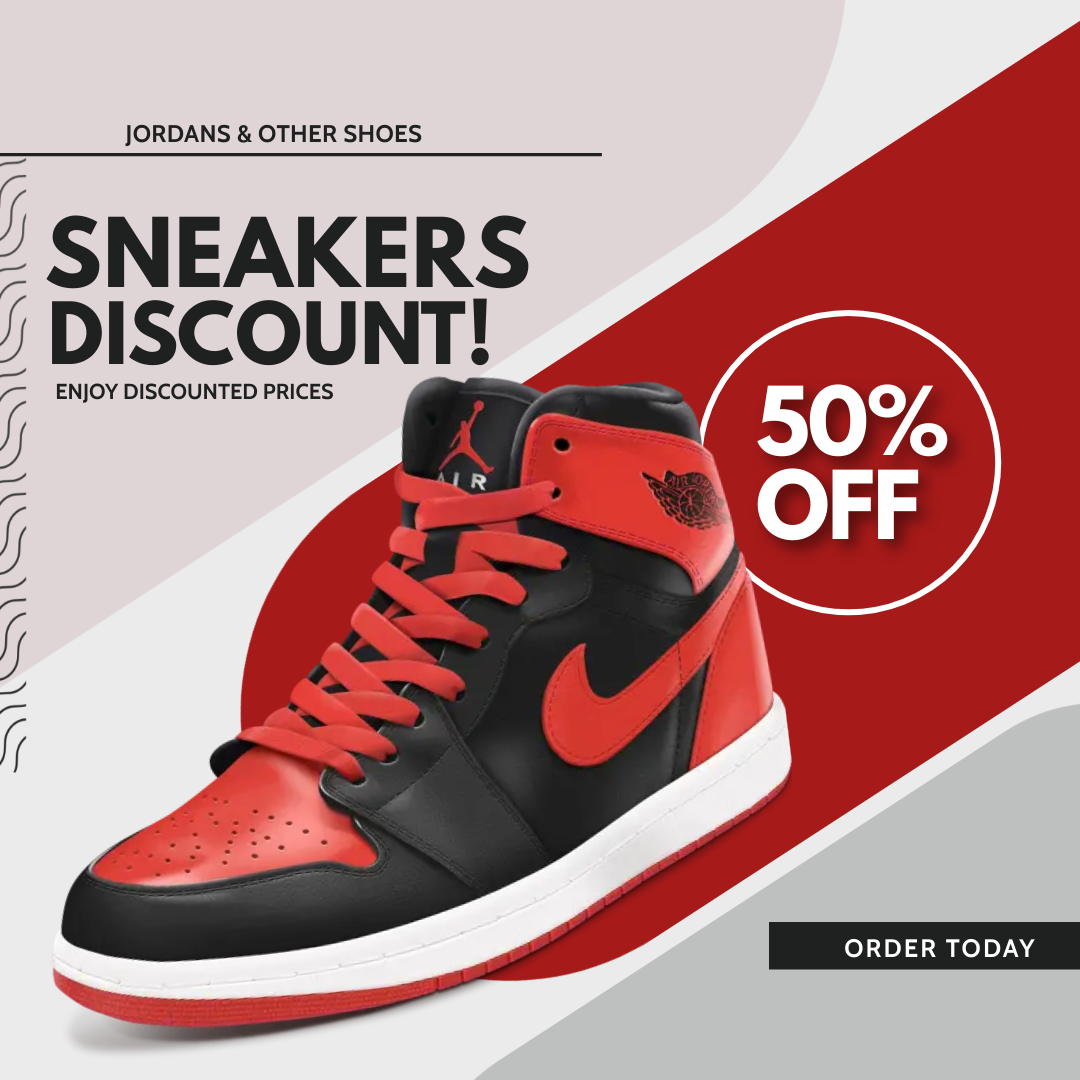 JORDANS & OTHER SHOES
SNEAKERS
DISCOUNT!
ENJOY DISCOUNTED PRICES
AIR
50%
OFF
ORDER TODAY